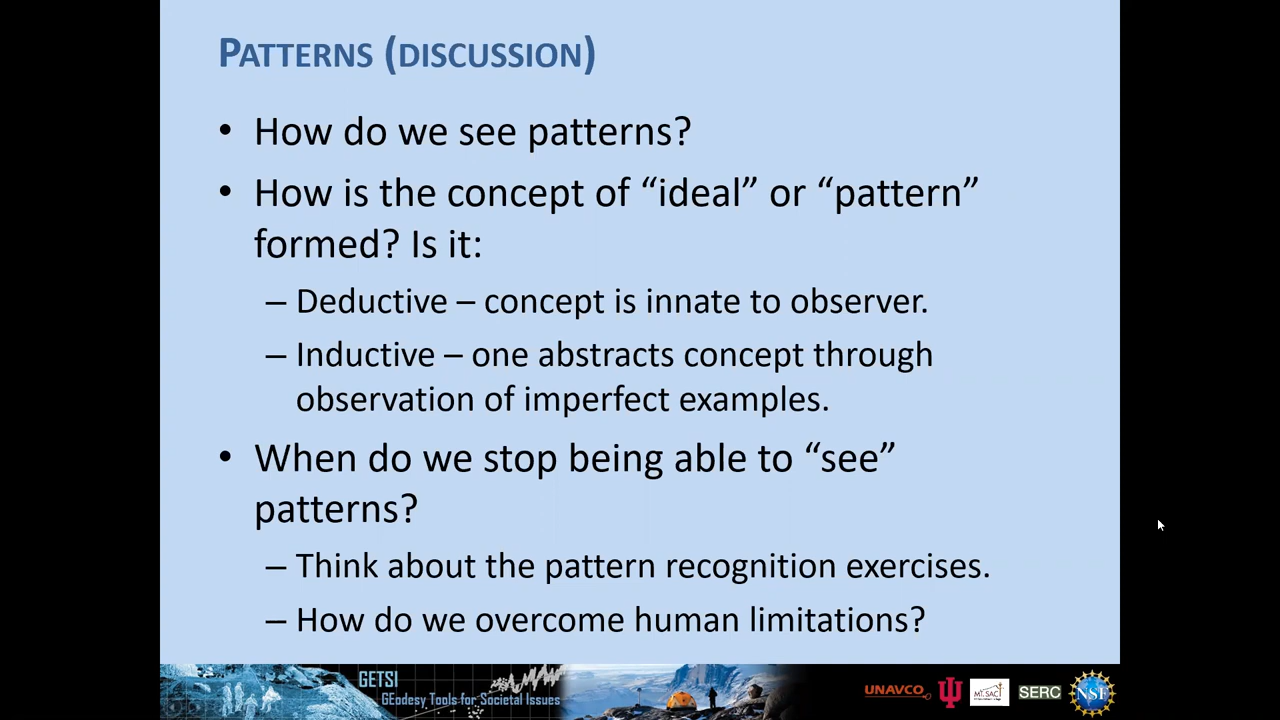 PATTERNS (DISCUSSION)
• How do we see patterns?
• How is the concept of “ideal” or “pattern”
formed? Is it:
– Deductive – concept is innate to observer.
– Inductive – one abstracts concept through
observation of imperfect examples.
• When do we stop being able to “see”
patterns?
– Think about the pattern recognition exercises.
– How do we overcome human limitations?
GETSI
GEodesy Tools for Societal Issues
UNAVCO
MT. SAC
SERC
NSF